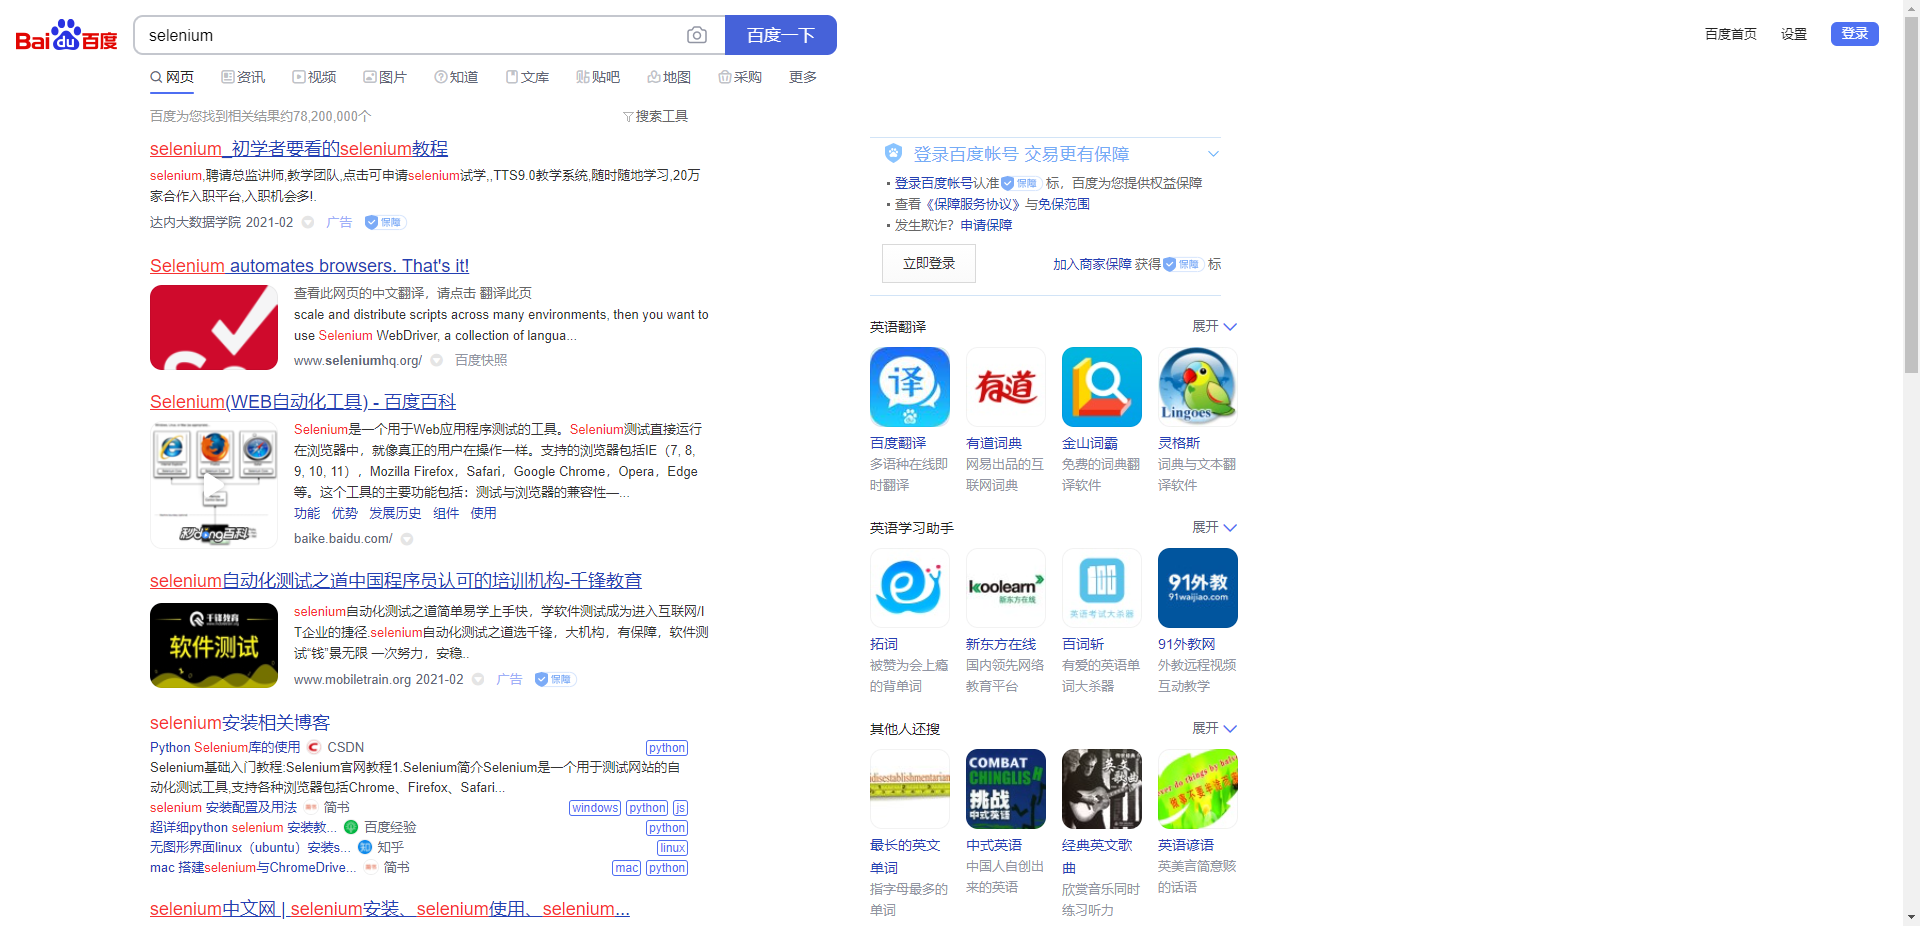 Bai du 百度
selenium
百度一下
百度首页 设置 登录
网页 资讯 视频 图片 知道 文库 贴吧 地图 采购 更多
百度为您找到相关结果约78,200,000个
搜索工具
selenium_初学者要看的selenium教程
selenium,聘请总监讲师,教学团队,点击可申请selenium试学,,TTS9.0教学系统,随时随地学习,20万
家合作入职平台,入职机会多!.
达内大数据学院 2021-02 广告 保障
Selenium automates browsers. That's it!
查看此网页的中文翻译，请点击 翻译此页
scale and distribute scripts across many environments, then you want to
use Selenium WebDriver, a collection of langua...
www.seleniumhq.org/ 百度快照
Selenium(WEB自动化工具) - 百度百科
Selenium是一个用于Web应用程序测试的工具。Selenium测试直接运行
在浏览器中，就像真正的用户在操作一样。支持的浏览器包括IE（7, 8,
9, 10, 11），Mozilla Firefox，Safari，Google Chrome，Opera，Edge
等。这个工具的主要功能包括：测试与浏览器的兼容性—...
功能 优势 发展历史 组件 使用
秒dong百科
baike.baidu.com/
selenium自动化测试之道中国程序员认可的培训机构-千锋教育
千锋教育
软件测试
selenium自动化测试之道简单易学上手快，学软件测试成为进入互联网/I
T企业的捷径.selenium自动化测试之道选千锋，大机构，有保障，软件测
试“钱”景无限 一次努力，安稳..
www.mobiletrain.org 2021-02 广告 保障
selenium安装相关博客
Python Selenium库的使用 CSDN python
Selenium基础入门教程:Selenium官网教程1.Selenium简介Selenium是一个用于测试网站的自
动化测试工具,支持各种浏览器包括Chrome、Firefox、Safari...
selenium 安装配置及用法 简书 windows python js
超详细python selenium 安装教... 百度经验 python
无图形界面linux（ubuntu）安装s... 知 知乎 linux
mac 搭建selenium与ChromeDrive... 简书 mac python
selenium中文网 | selenium安装、selenium使用、selenium...
登录百度帐号 交易更有保障
登录百度帐号认准 保障 标，百度为您提供权益保障
查看《保障服务协议》与免保范围
发生欺诈？申请保障
立即登录
加入商家保障 获得 保障 标
英语翻译 展开
译
有道
Lingoes
百度翻译 有道词典 金山词霸 灵格斯
多语种在线即 网易出品的互 免费的词典翻 词典与文本翻
时翻译 联网词典 译软件 译软件
英语学习助手 展开
koolearn
新东方在线
英语考试大杀器
91外教
91waijiao.com
拓词 新东方在线 百词斩 91外教网
被赞为会上瘾 国内领先网络 有爱的英语单 外教远程视频
的背单词 教育平台 词大杀器 互动教学
其他人还搜 展开
disestablishmentarian
COMBAT
CHINGLISH
挑战
中式英语
英文
歌曲
ver do things by halve
做事不要半途而废
最长的英文 中式英语 经典英文歌 英语谚语
单词 中国人自创出 曲 英美言简意赅
指字母最多的 来的英语 欣赏音乐同时 的话语
单词 练习听力